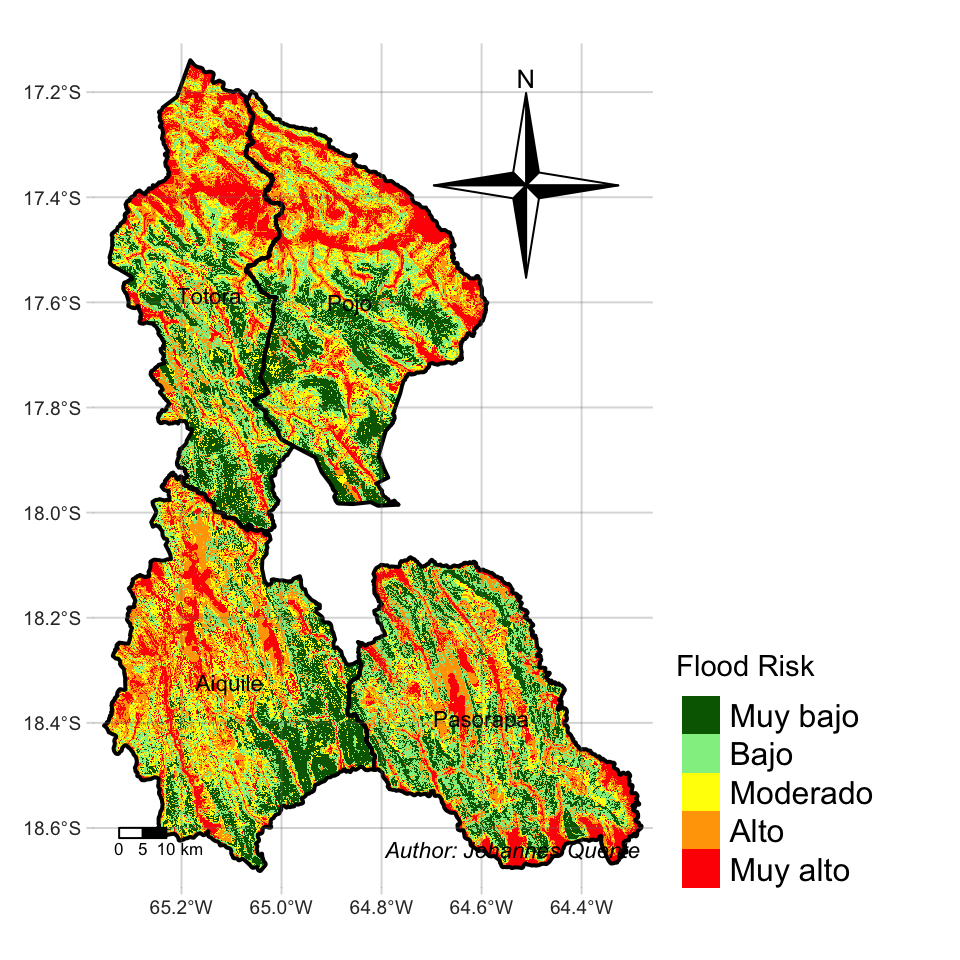 N
17.2°S
17.4°S
17.6°S
17.8°S
18.0°S
18.2°S
18.4°S
18.6°S
Totora
Pojo
Aiquile
Pasorapa
0 5 10 km
Author: Johannes Quente
65.2°W 65.0°W 64.8°W 64.6°W 64.4°W
Flood Risk
Muy bajo
Bajo
Moderado
Alto
Muy alto